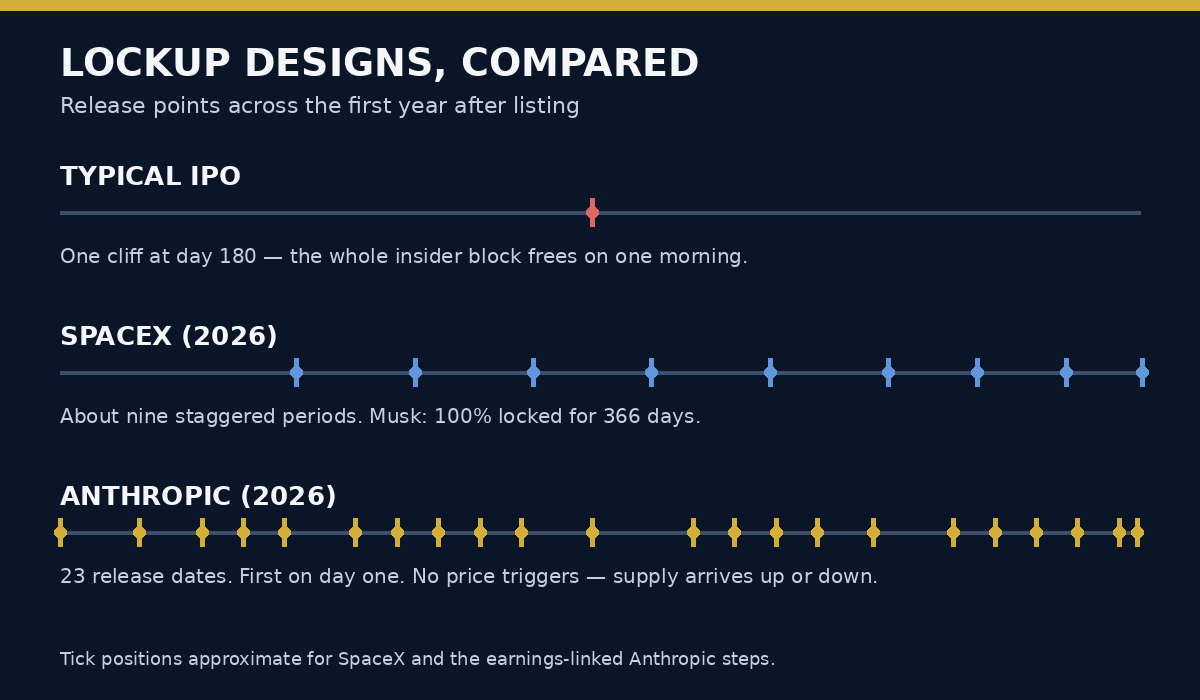 LOCKUP DESIGNS, COMPARED
Release points across the first year after listing
TYPICAL IPO
One cliff at day 180 — the whole insider block frees on one morning.
SPACEX (2026)
About nine staggered periods. Musk: 100% locked for 366 days.
ANTHROPIC (2026)
23 release dates. First on day one. No price triggers — supply arrives up or down.
Tick positions approximate for SpaceX and the earnings-linked Anthropic steps.